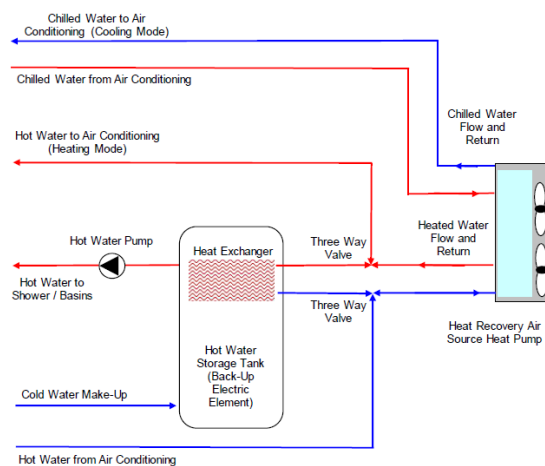 Chilled Water to Air
Conditioning (Cooling Mode)
Chilled Water from Air Conditioning
Chilled Water
Flow and
Return
Hot Water to Air Conditioning
(Heating Mode)
Hot Water Pump
Heat Exchanger
Three Way
Valve
Heated Water
Flow and
Return
Hot Water to
Shower / Basins
Three Way
Valve
Heat Recovery Air
Source Heat Pump
Hot Water
Storage Tank
(Back-Up
Electric
Element)
Cold Water Make-Up
Hot Water from Air Conditioning